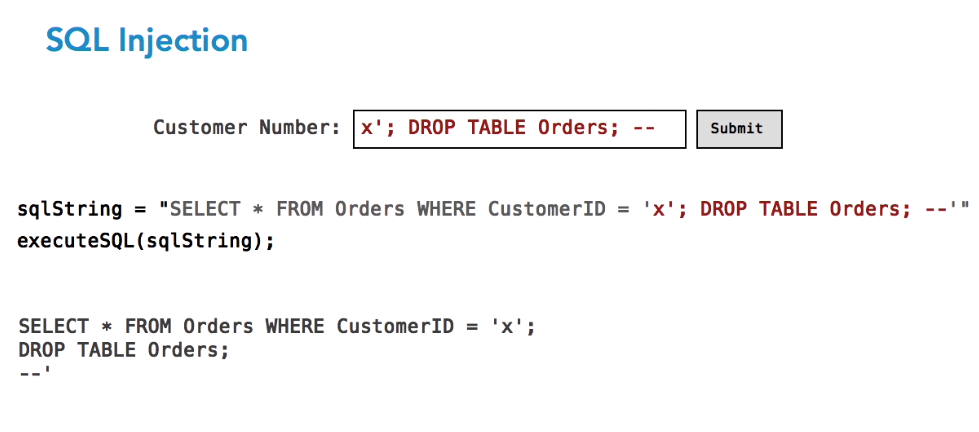 SQL Injection
Customer Number: x'; DROP TABLE Orders; -- Submit
sqlString = "SELECT * FROM Orders WHERE CustomerID = 'x'; DROP TABLE Orders; --'"
executeSQL(sqlString);
SELECT * FROM Orders WHERE CustomerID = 'x';
DROP TABLE Orders;
--'